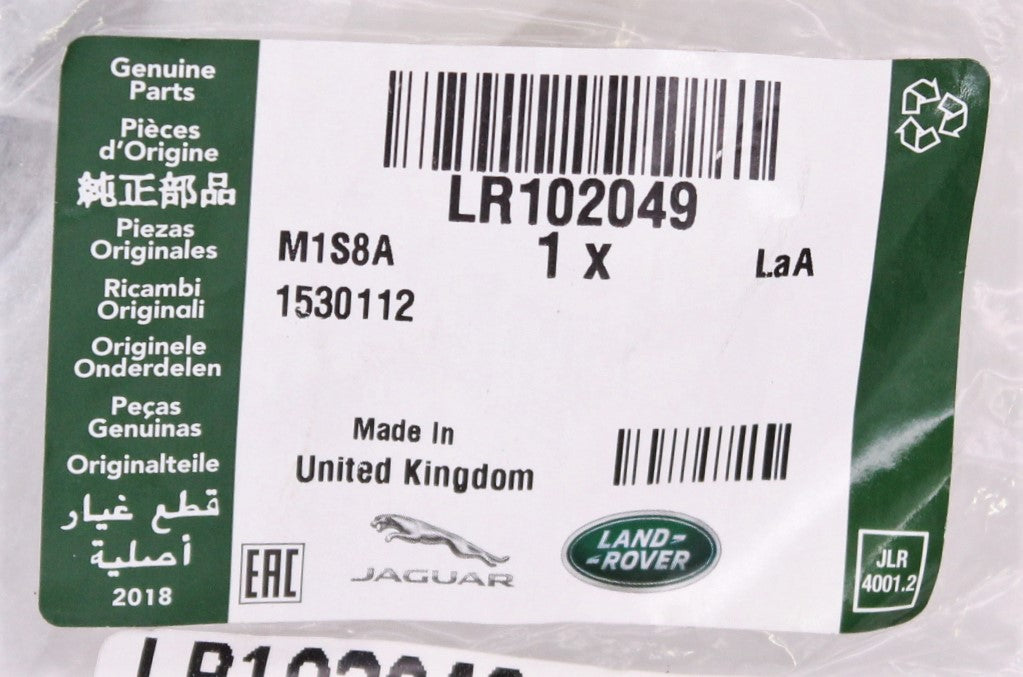 Genuine
Parts
Pièces
d'Origine
純正部品
Piezas
Originales
Ricambi
Originali
Originele
Onderdelen
Peças
Genuinas
Originalteile
قطع غيار
أصلية
2018
LR102049
M1S8A
1 x
LaA
1530112
Made In
United Kingdom
EAC
JAGUAR
LAND-
-ROVER
JLR
4001.2
LR102049